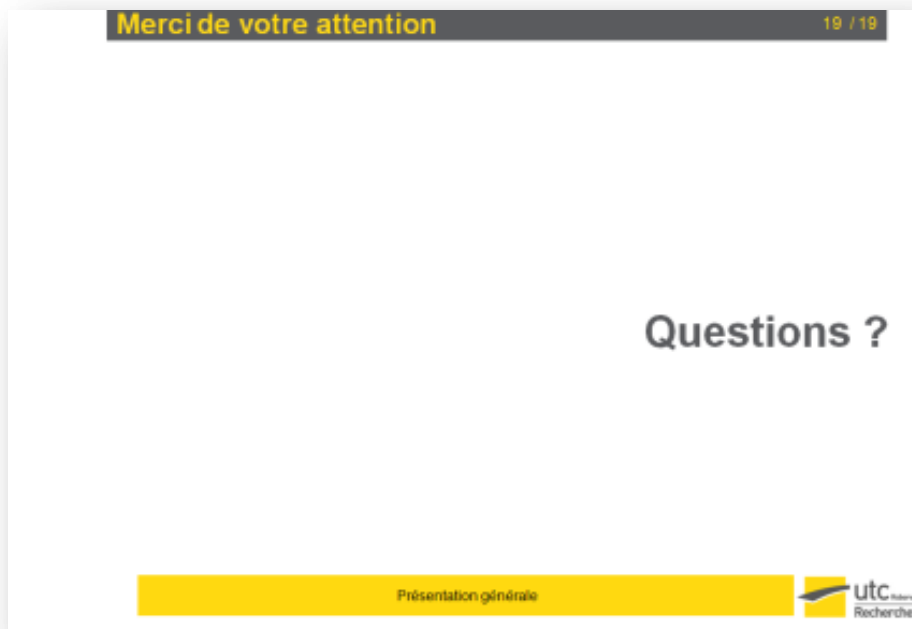 Merci de votre attention
19 / 19
Questions ?
Présentation générale
utc
Recherche